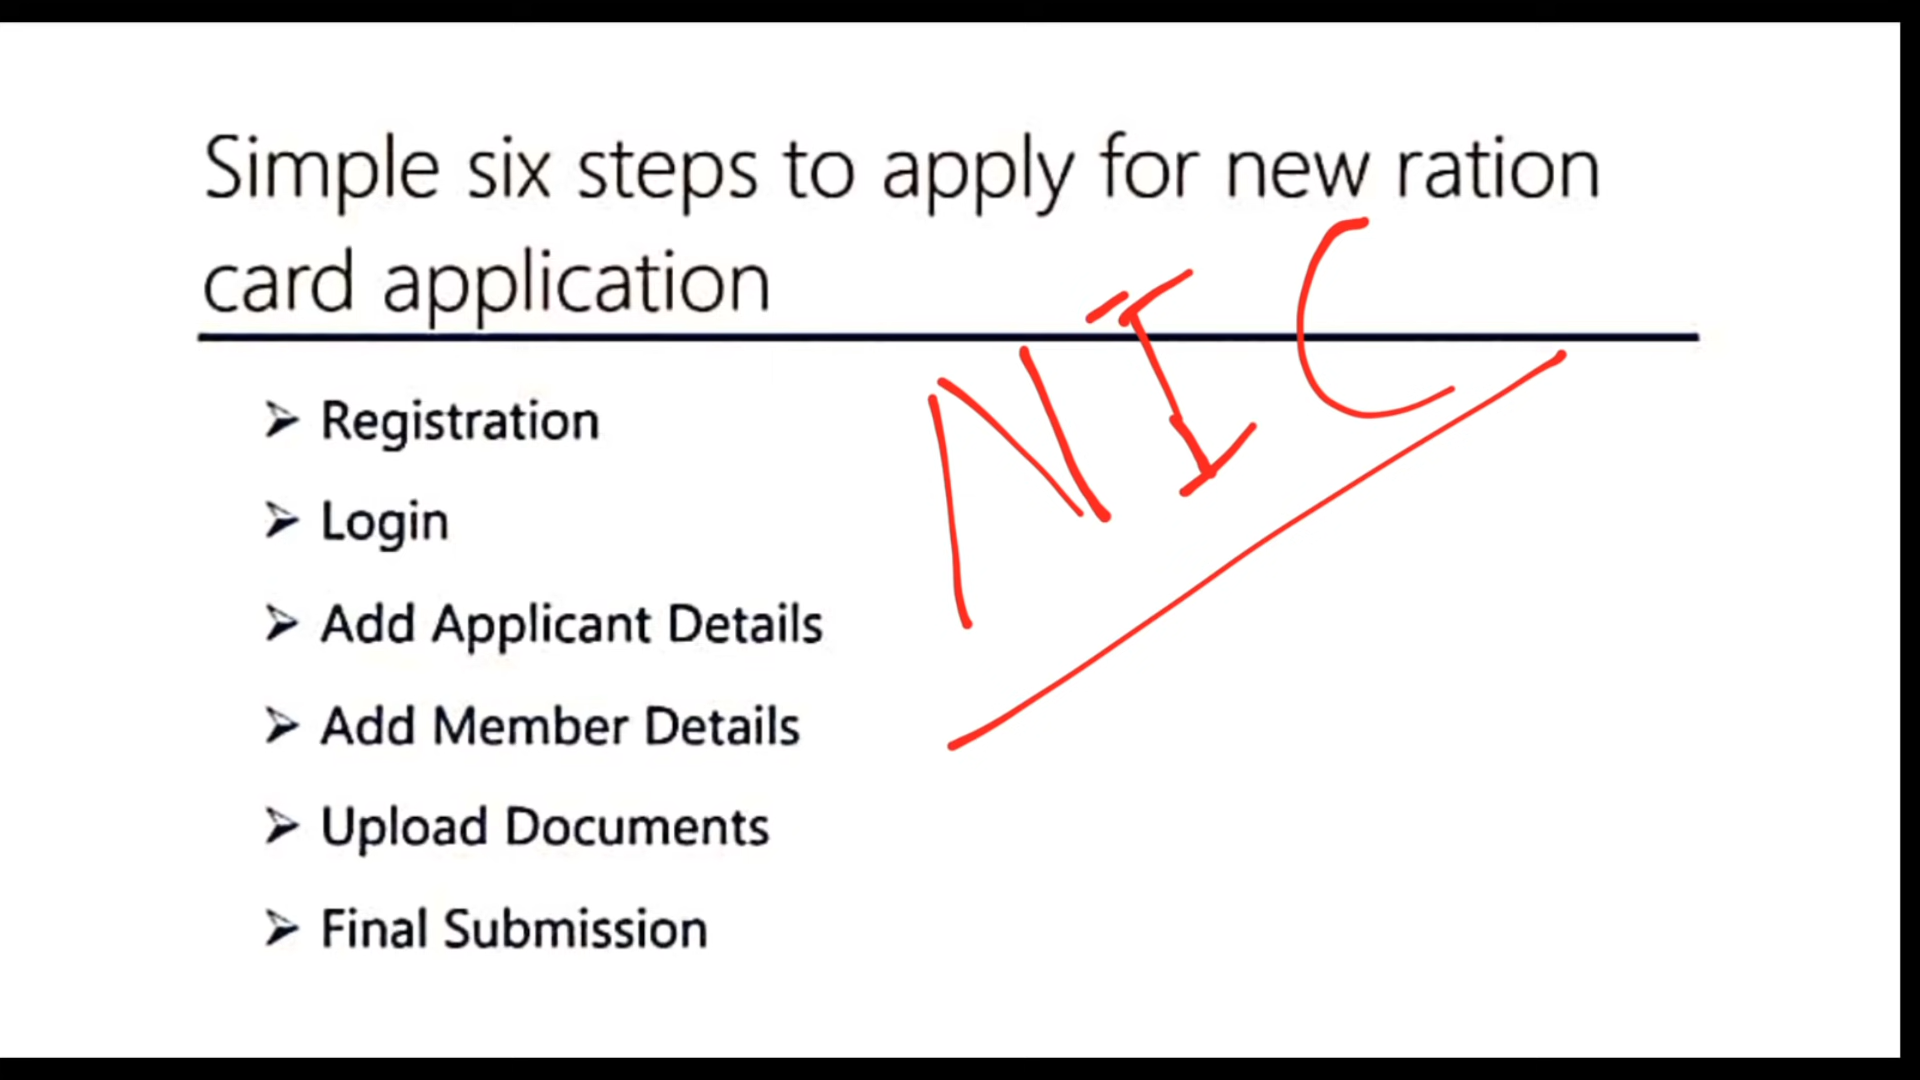 Simple six steps to apply for new ration
card application
NIC
➢ Registration
➢ Login
➢ Add Applicant Details
➢ Add Member Details
➢ Upload Documents
➢ Final Submission